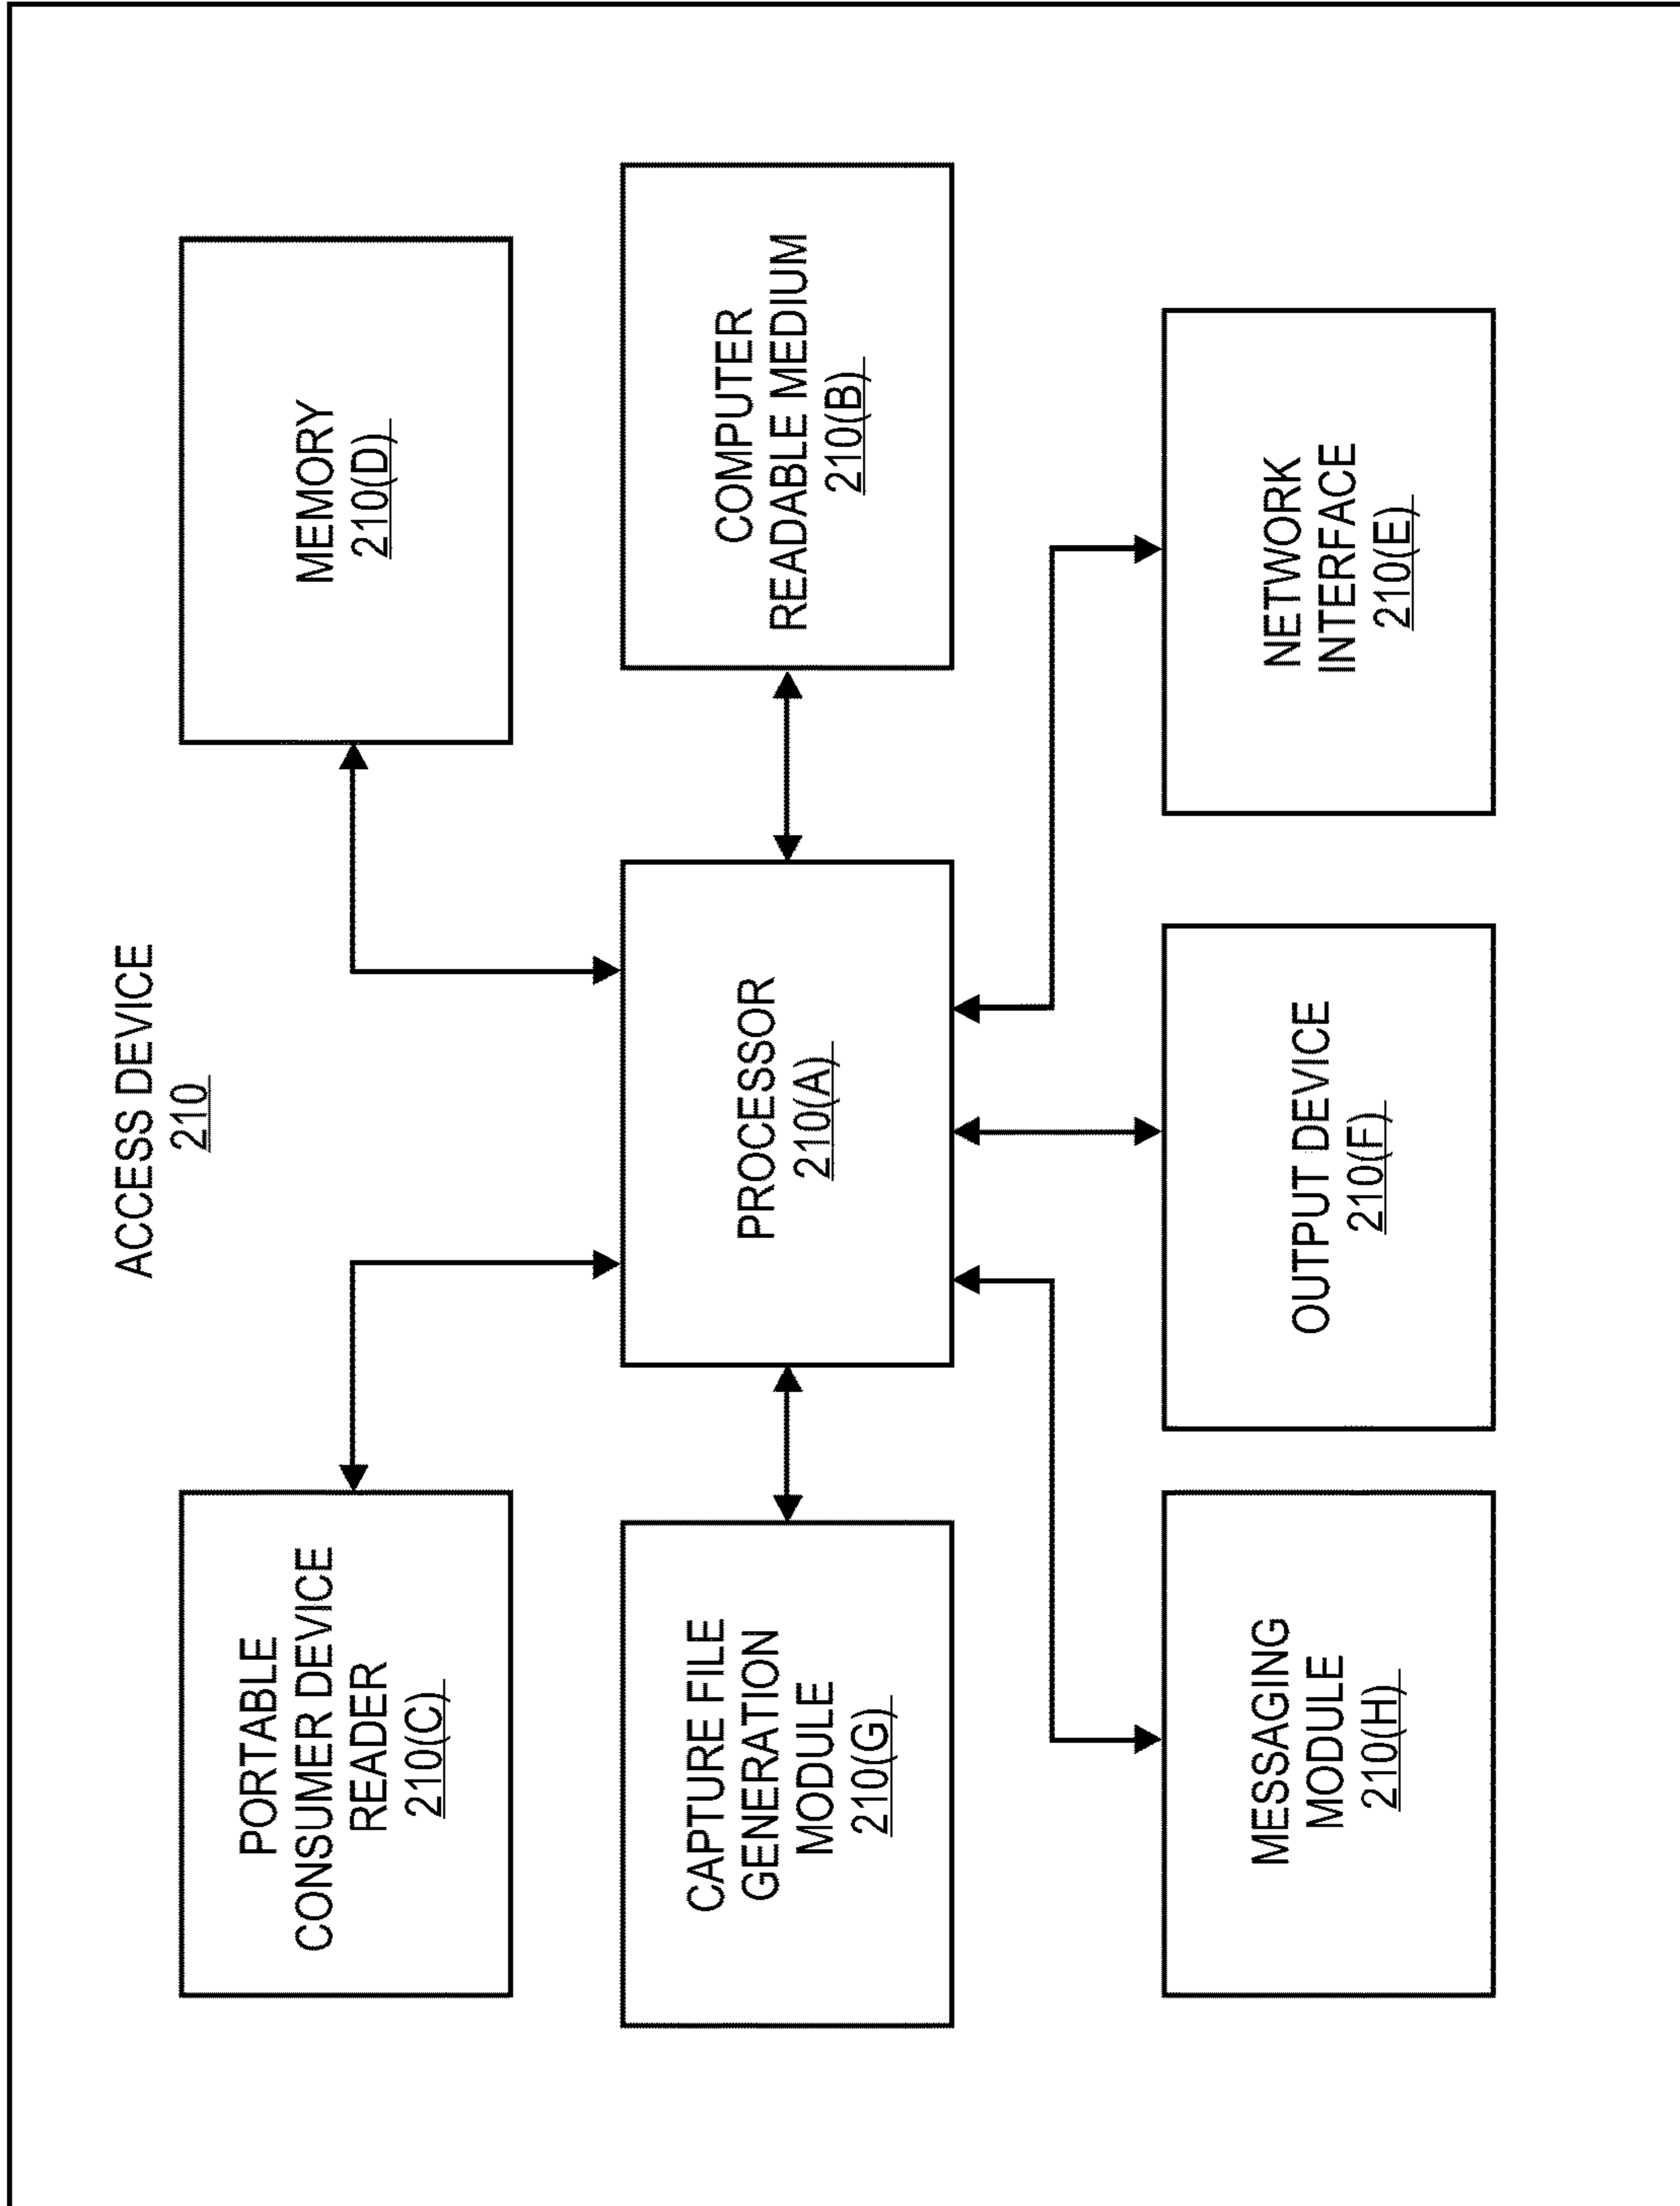 ACCESS DEVICE
210
PORTABLE
CONSUMER DEVICE
READER
210(C)
MEMORY
210(D)
CAPTURE FILE
GENERATION
MODULE
210(G)
PROCESSOR
210(A)
COMPUTER
READABLE MEDIUM
210(B)
MESSAGING
MODULE
210(H)
OUTPUT DEVICE
210(F)
NETWORK
INTERFACE
210(E)